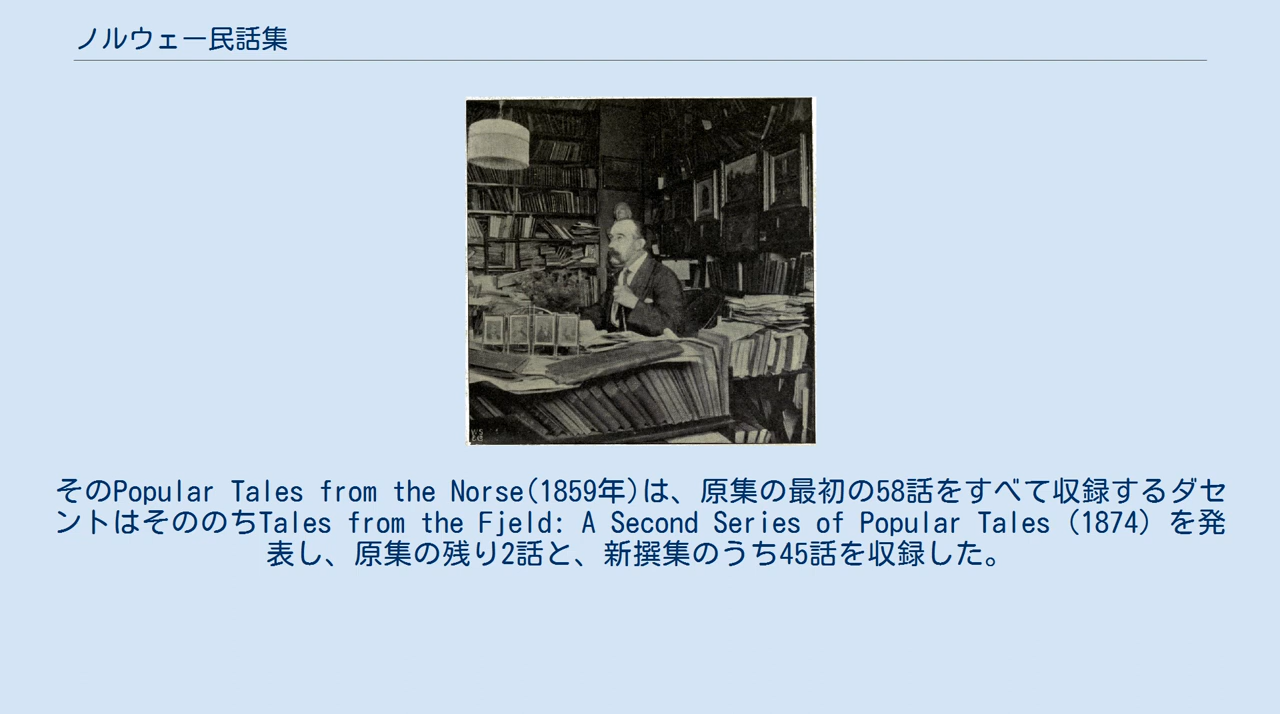 ノルウェー民話集
そのPopular Tales from the Norse(1859年)は、原集の最初の58話をすべて収録するダセ
ントはそののちTales from the Fjeld: A Second Series of Popular Tales (1874) を発
表し、原集の残り2話と、新撰集のうち45話を収録した。